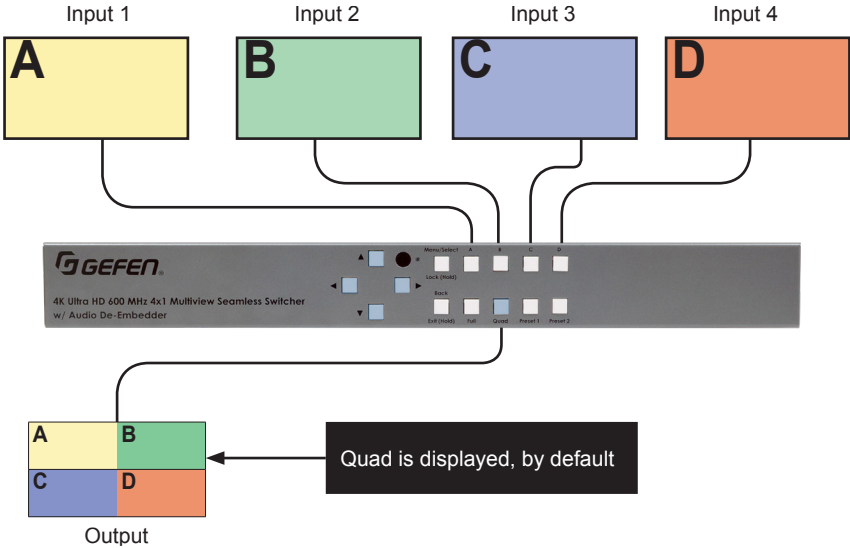 Input 1
Input 2
Input 3
Input 4
A
B
C
D
Menu/Select
A
B
C
D
GEFEN
Lock (Hold)
Back
4K Ultra HD 600 MHz 4x1 Multiview Seamless Switcher
w/ Audio De-Embedder
Exit (Hold)
Full
Quad
Preset 1
Preset 2
A
B
C
D
Quad is displayed, by default
Output